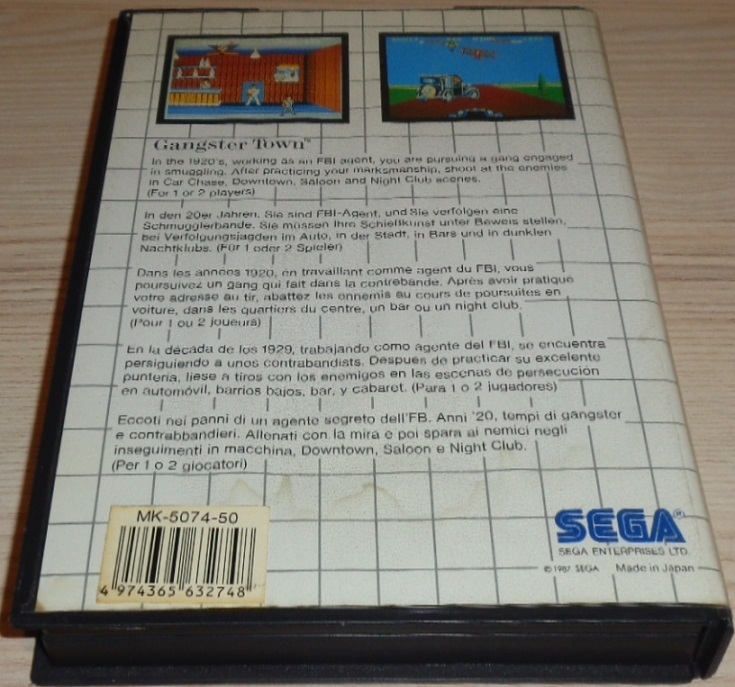 Gangster Town™
In the 1920's, working as an FBI agent, you are pursuing a gang engaged
in smuggling. After practicing your marksmanship, shoot at the enemies
in Car Chase, Downtown, Saloon and Night Club scenes.
(For 1 or 2 players)
In den 20er Jahren. Sie sind FBI-Agent, und Sie verfolgen eine
Schmugglerbande. Sie müssen Ihre Schießkunst unter Beweis stellen,
bei Verfolgungsjagden im Auto, in der Stadt, in Bars und in dunklen
Nachtklubs. (Für 1 oder 2 Spieler)
Dans les années 1920, en travaillant comme agent du FBI, vous
poursuivez un gang qui fait dans la contrebande. Après avoir pratiqué
votre adresse au tir, abattez les ennemis au cours de poursuites en
voiture, dans les quartiers du centre, un bar ou un night club.
(Pour 1 ou 2 joueurs)
En la década de los 1929, trabajando como agente del FBI, se encuentra
persiguiendo a unos contrabandists. Después de practicar su excelente
puntería, líese a tiros con los enemigos en las escenas de persecución
en automóvil, barrios bajos, bar, y cabaret. (Para 1 o 2 jugadores)
Eccoti nei panni di un agente segreto dell'FB. Anni '20, tempi di gangster
e contrabbandieri. Allenati con la mira e poi spara ai nemici negli
inseguimenti in macchina, Downtown, Saloon e Night Club.
(Per 1 o 2 giocatori)
MK-5074-50
4 974365 632748
SEGA®
SEGA ENTERPRISES LTD.
© 1987 SEGA Made in Japan